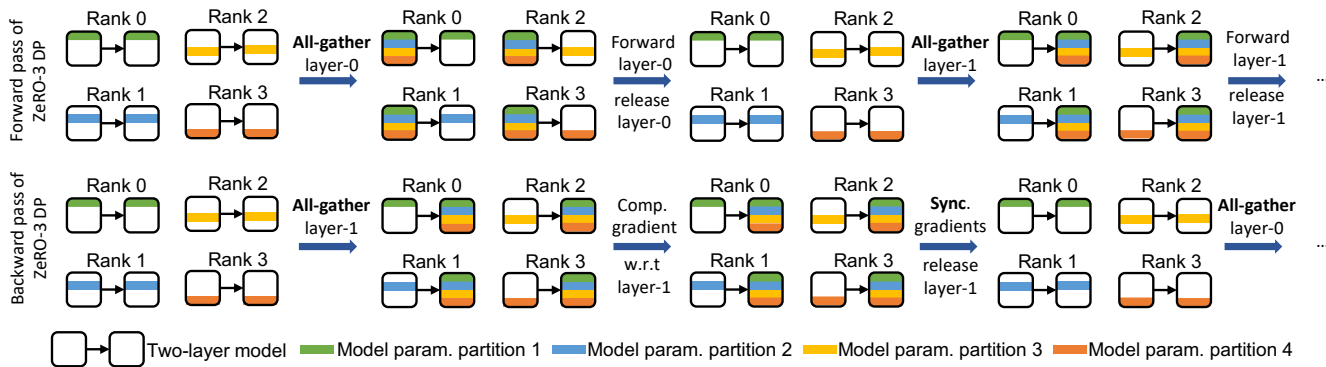 Forward pass of
ZeRO-3 DP
Rank 0
Rank 2
Rank 1
Rank 3
All-gather
layer-0
Rank 0
Rank 2
Rank 1
Rank 3
Forward
layer-0
release
layer-0
Rank 0
Rank 2
Rank 1
Rank 3
All-gather
layer-1
Rank 0
Rank 2
Rank 1
Rank 3
Forward
layer-1
release
layer-1
...
Backward pass of
ZeRO-3 DP
Rank 0
Rank 2
Rank 1
Rank 3
All-gather
layer-1
Rank 0
Rank 2
Rank 1
Rank 3
Comp.
gradient
w.r.t
layer-1
Rank 0
Rank 2
Rank 1
Rank 3
Sync.
gradients
release
layer-1
Rank 0
Rank 2
Rank 1
Rank 3
All-gather
layer-0
...
Two-layer model
Model param. partition 1
Model param. partition 2
Model param. partition 3
Model param. partition 4